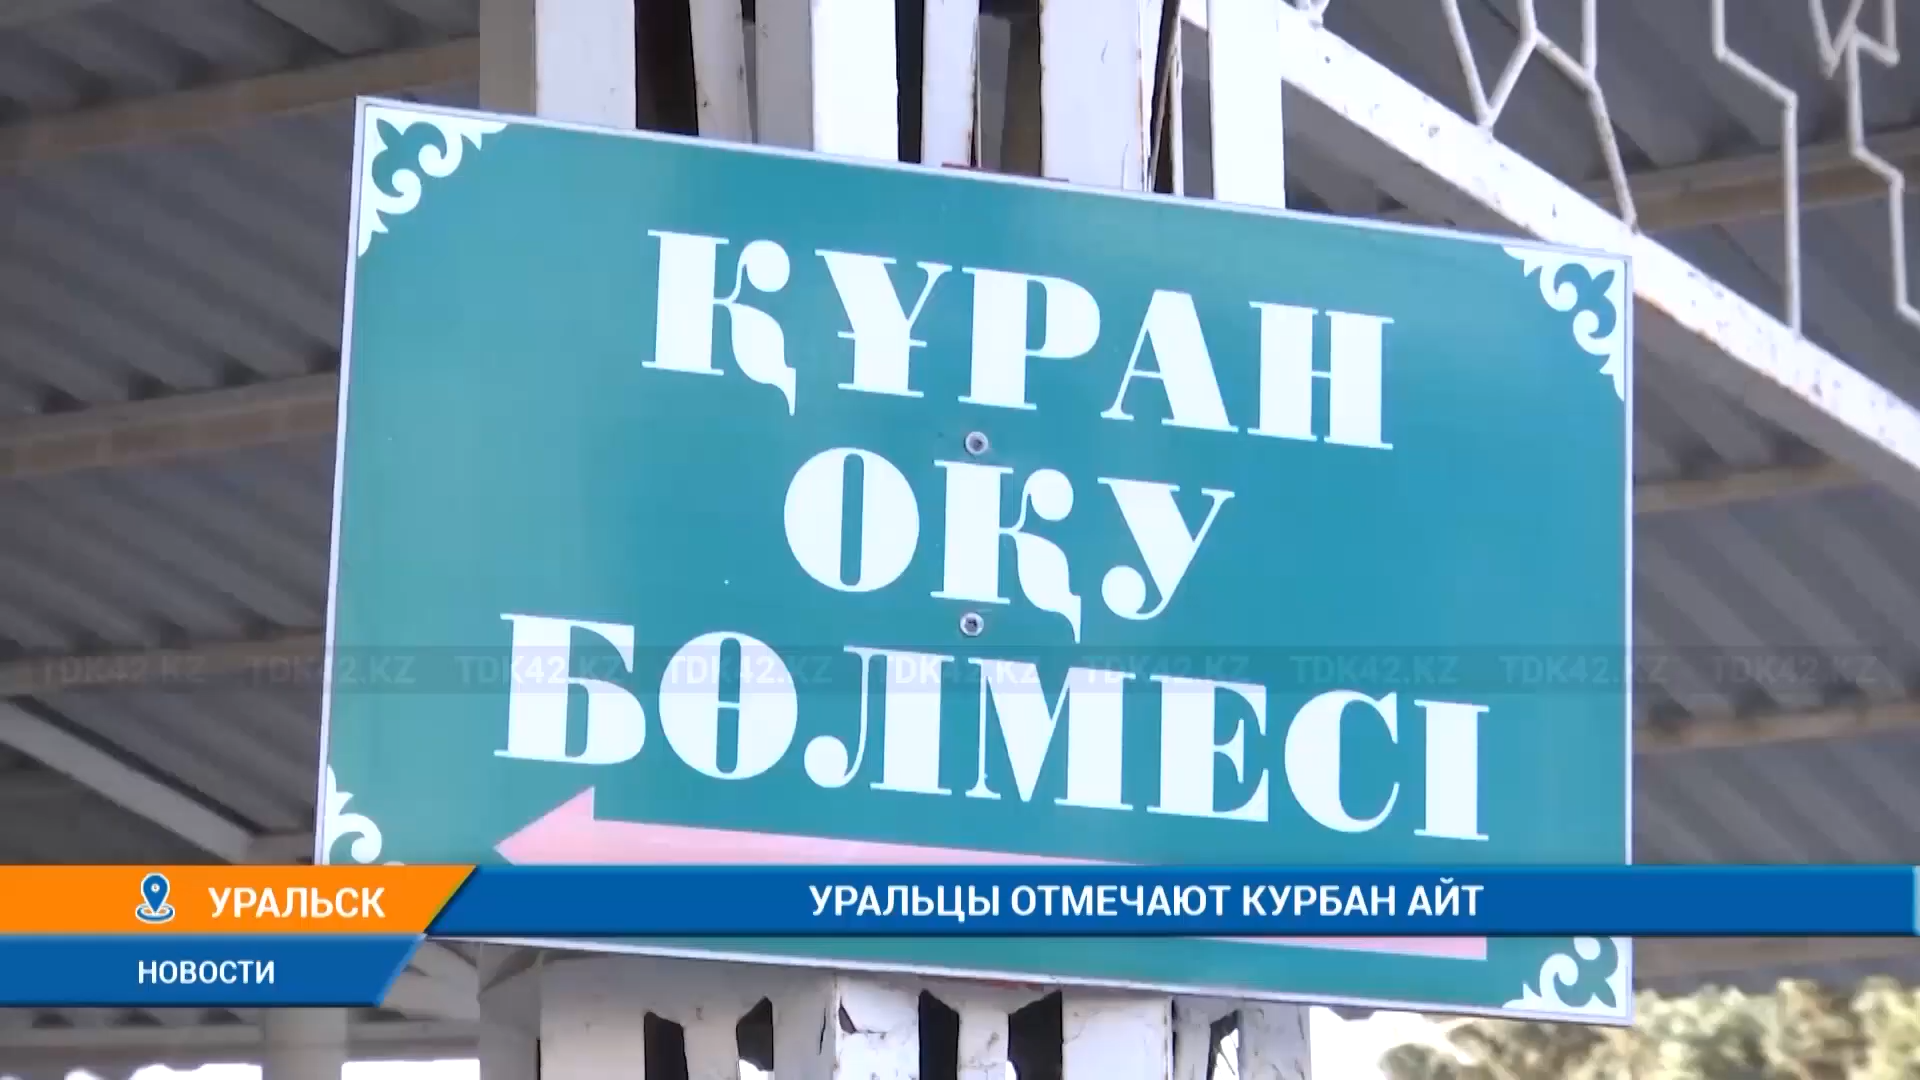 ҚҰРАН
ОҚУ
БӨЛМЕСІ
TDK42.KZ TDK42.KZ TDK42.KZ TDK42.KZ TDK42.KZ TDK42.KZ TDK42.KZ TDK42.KZ TDK42.KZ
УРАЛЬСК
УРАЛЬЦЫ ОТМЕЧАЮТ КУРБАН АЙТ
НОВОСТИ